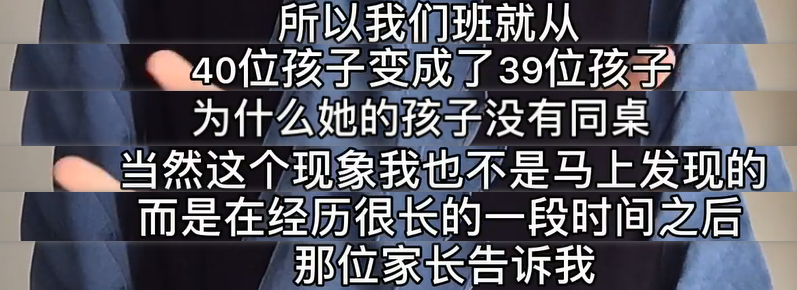 所以我们班就从
40位孩子变成了39位孩子
为什么她的孩子没有同桌
当然这个现象我也不是马上发现的
而是在经历很长的一段时间之后
那位家长告诉我